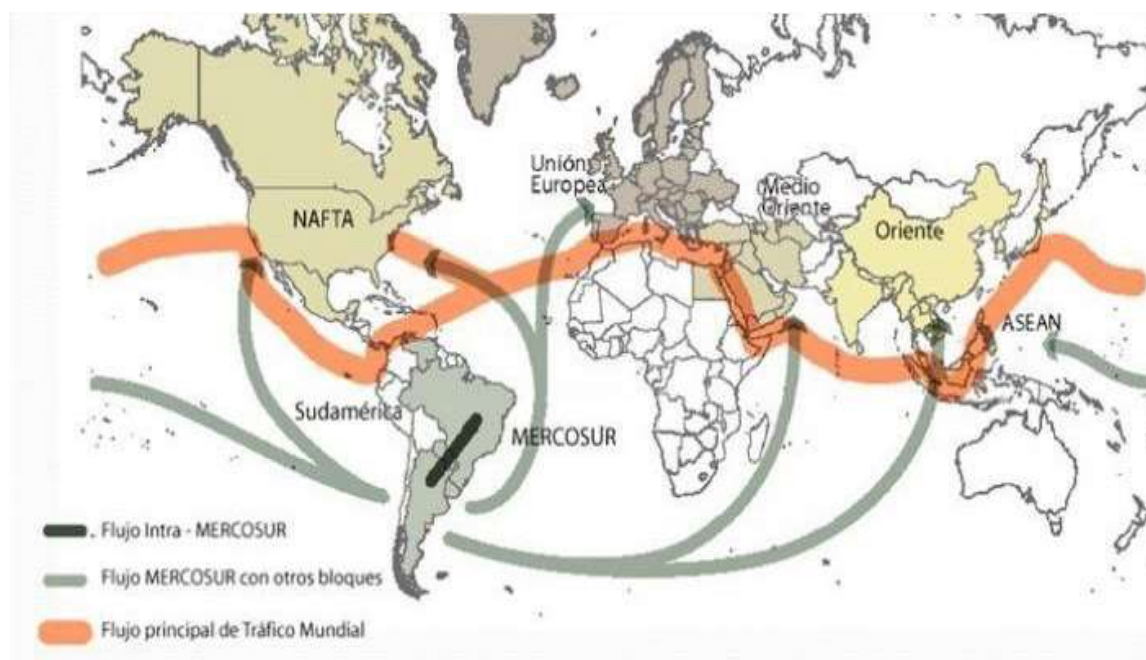 Unión
Europea
Medio
Oriente
NAFTA
Oriente
ASEAN
Sudamérica
MERCOSUR
Flujo Intra - MERCOSUR
Flujo MERCOSUR con otros bloques
Flujo principal de Tráfico Mundial